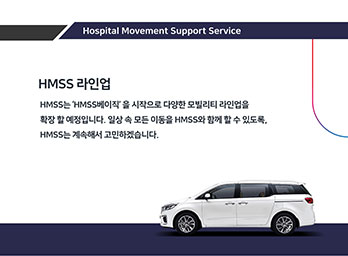 Hospital Movement Support Service
HMSS 라인업
HMSS는 'HMSS베이직' 을 시작으로 다양한 모빌리티 라인업을
확장 할 예정입니다. 일상 속 모든 이동을 HMSS와 함께 할 수 있도록,
HMSS는 계속해서 고민하겠습니다.